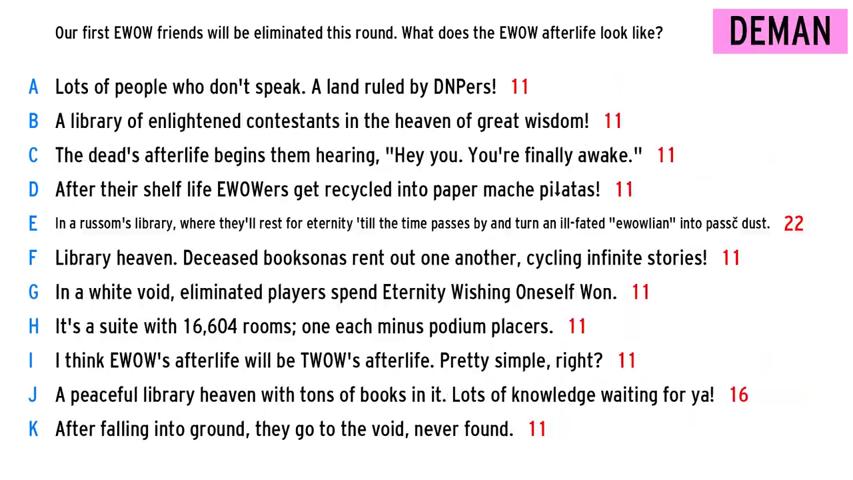 Our first EWOW friends will be eliminated this round. What does the EWOW afterlife look like?
DEMAN
A Lots of people who don't speak. A land ruled by DNPers! 11
B A library of enlightened contestants in the heaven of great wisdom! 11
C The dead's afterlife begins them hearing, "Hey you. You're finally awake." 11
D After their shelf life EWOWers get recycled into paper mache pi⇃atas! 11
E In a russom's library, where they'll rest for eternity 'till the time passes by and turn an ill-fated "ewowlian" into passč dust. 22
F Library heaven. Deceased booksonas rent out one another, cycling infinite stories! 11
G In a white void, eliminated players spend Eternity Wishing Oneself Won. 11
H It's a suite with 16,604 rooms; one each minus podium placers. 11
I I think EWOW's afterlife will be TWOW's afterlife. Pretty simple, right? 11
J A peaceful library heaven with tons of books in it. Lots of knowledge waiting for ya! 16
K After falling into ground, they go to the void, never found. 11